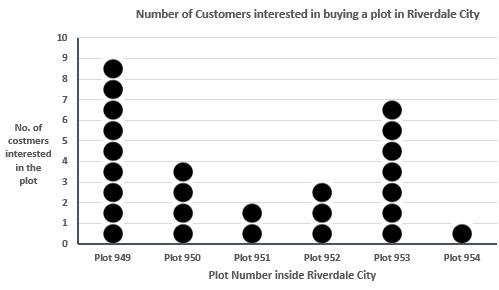 Number of Customers interested in buying a plot in Riverdale City
10
9
8
7
6
5
4
3
2
1
0
No. of
costmers
interested
in the
plot
Plot 949 Plot 950 Plot 951 Plot 952 Plot 953 Plot 954
Plot Number inside Riverdale City